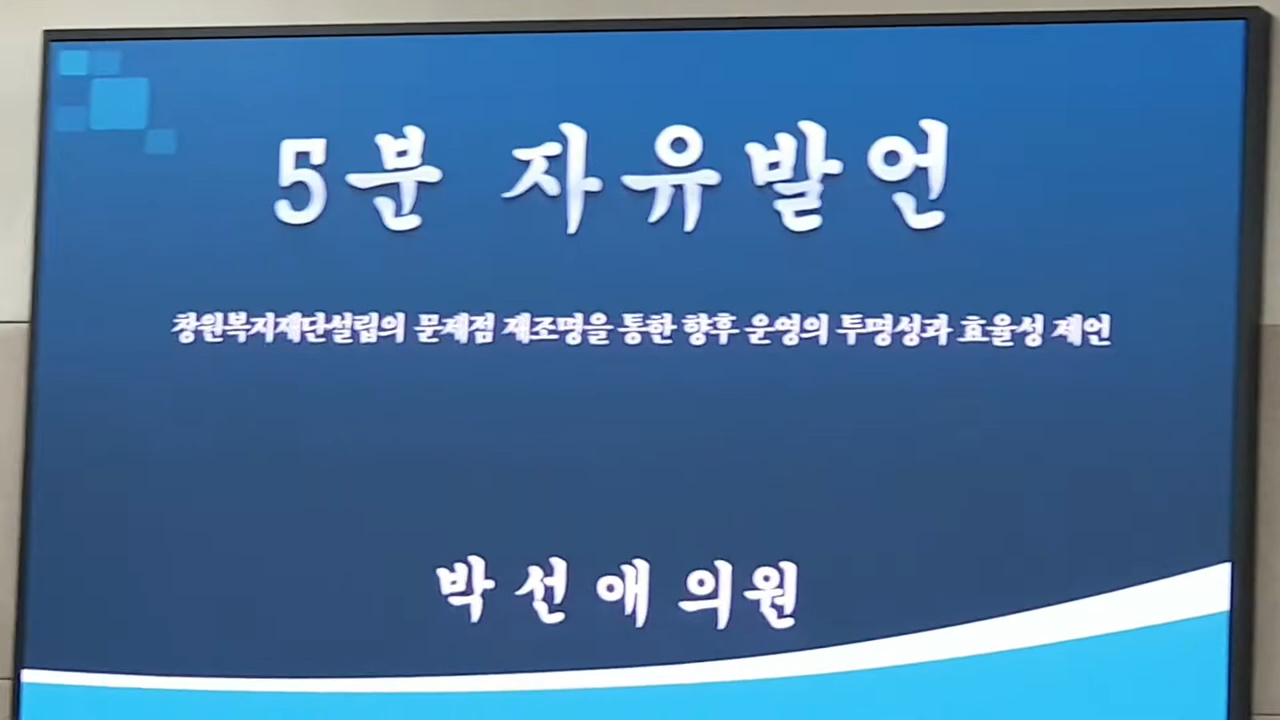 5분 자유발언
창원복지재단설립의 문제점 재조명을 통한 향후 운영의 투명성과 효율성 제언
박선애 의원